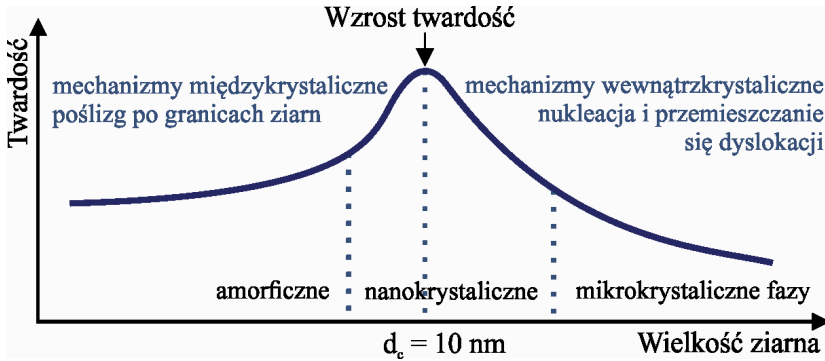 Wzrost twardość
Twardość
mechanizmy międzykrystaliczne
poślizg po granicach ziarn
mechanizmy wewnątrzkrystaliczne
nukleacja i przemieszczanie
się dyslokacji
amorficzne
nanokrystaliczne
mikrokrystaliczne fazy
d_c = 10 nm
Wielkość ziarna